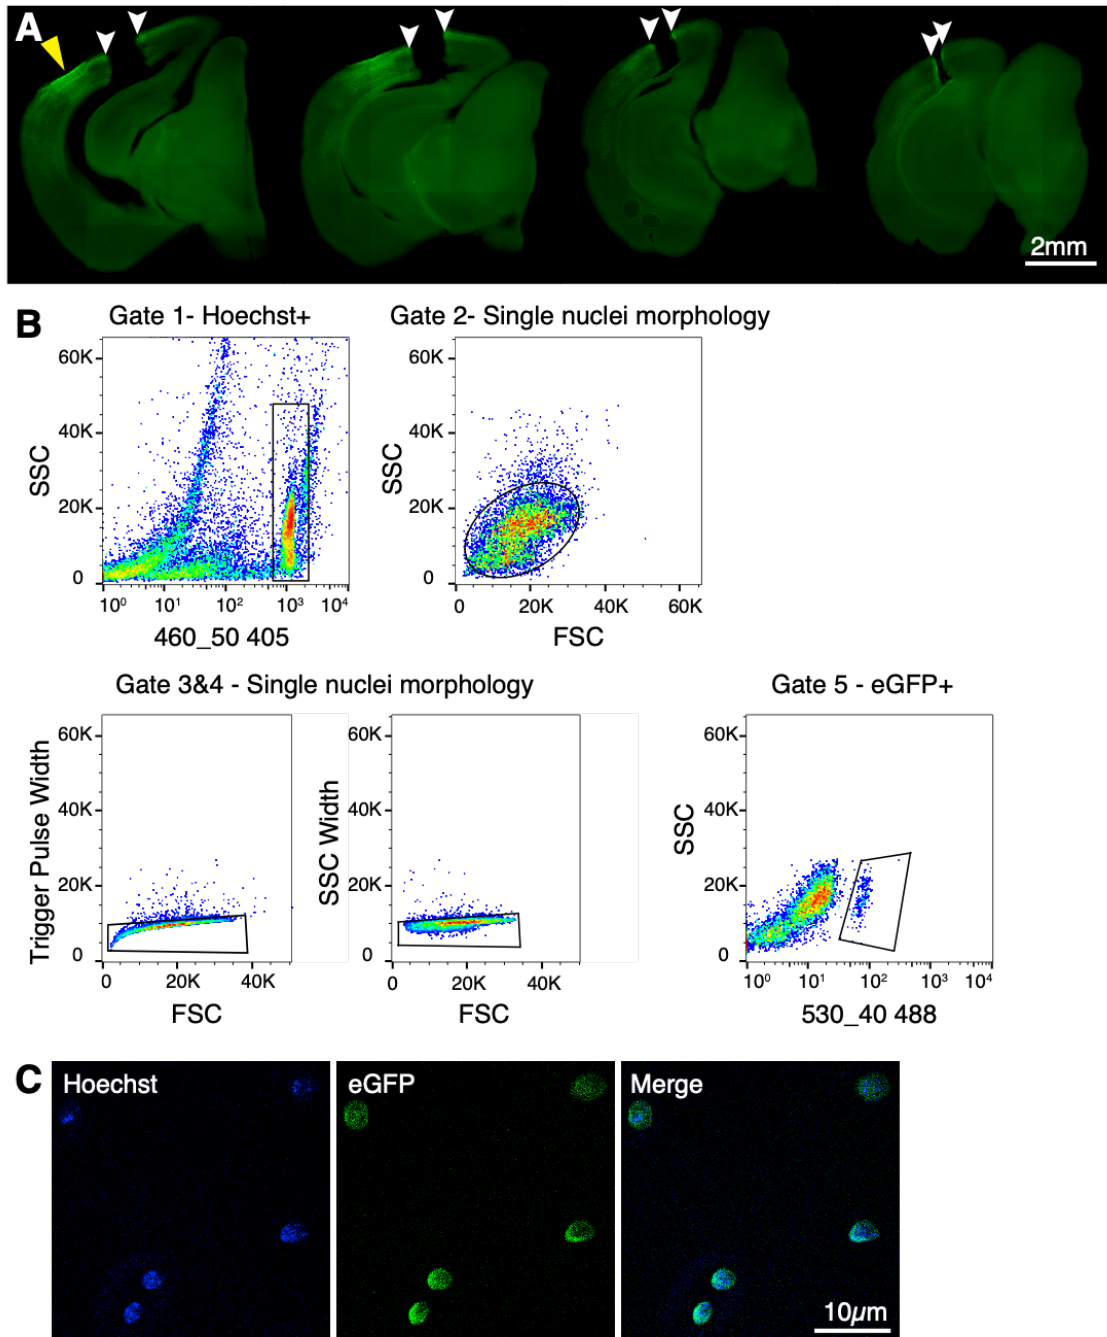 A
2mm
B
Gate 1- Hoechst+
Gate 2- Single nuclei morphology
60K
40K
20K
0
SSC
10⁰ 10¹ 10² 10³ 10⁴
460_50 405
60K
40K
20K
0
SSC
0 20K 40K 60K
FSC
Gate 3&4 - Single nuclei morphology
Gate 5 - eGFP+
60K
40K
20K
0
Trigger Pulse Width
0 20K 40K
FSC
60K
40K
20K
0
SSC Width
0 20K 40K
FSC
60K
40K
20K
0
SSC
10⁰ 10¹ 10² 10³ 10⁴
530_40 488
C
Hoechst
eGFP
Merge
10µm